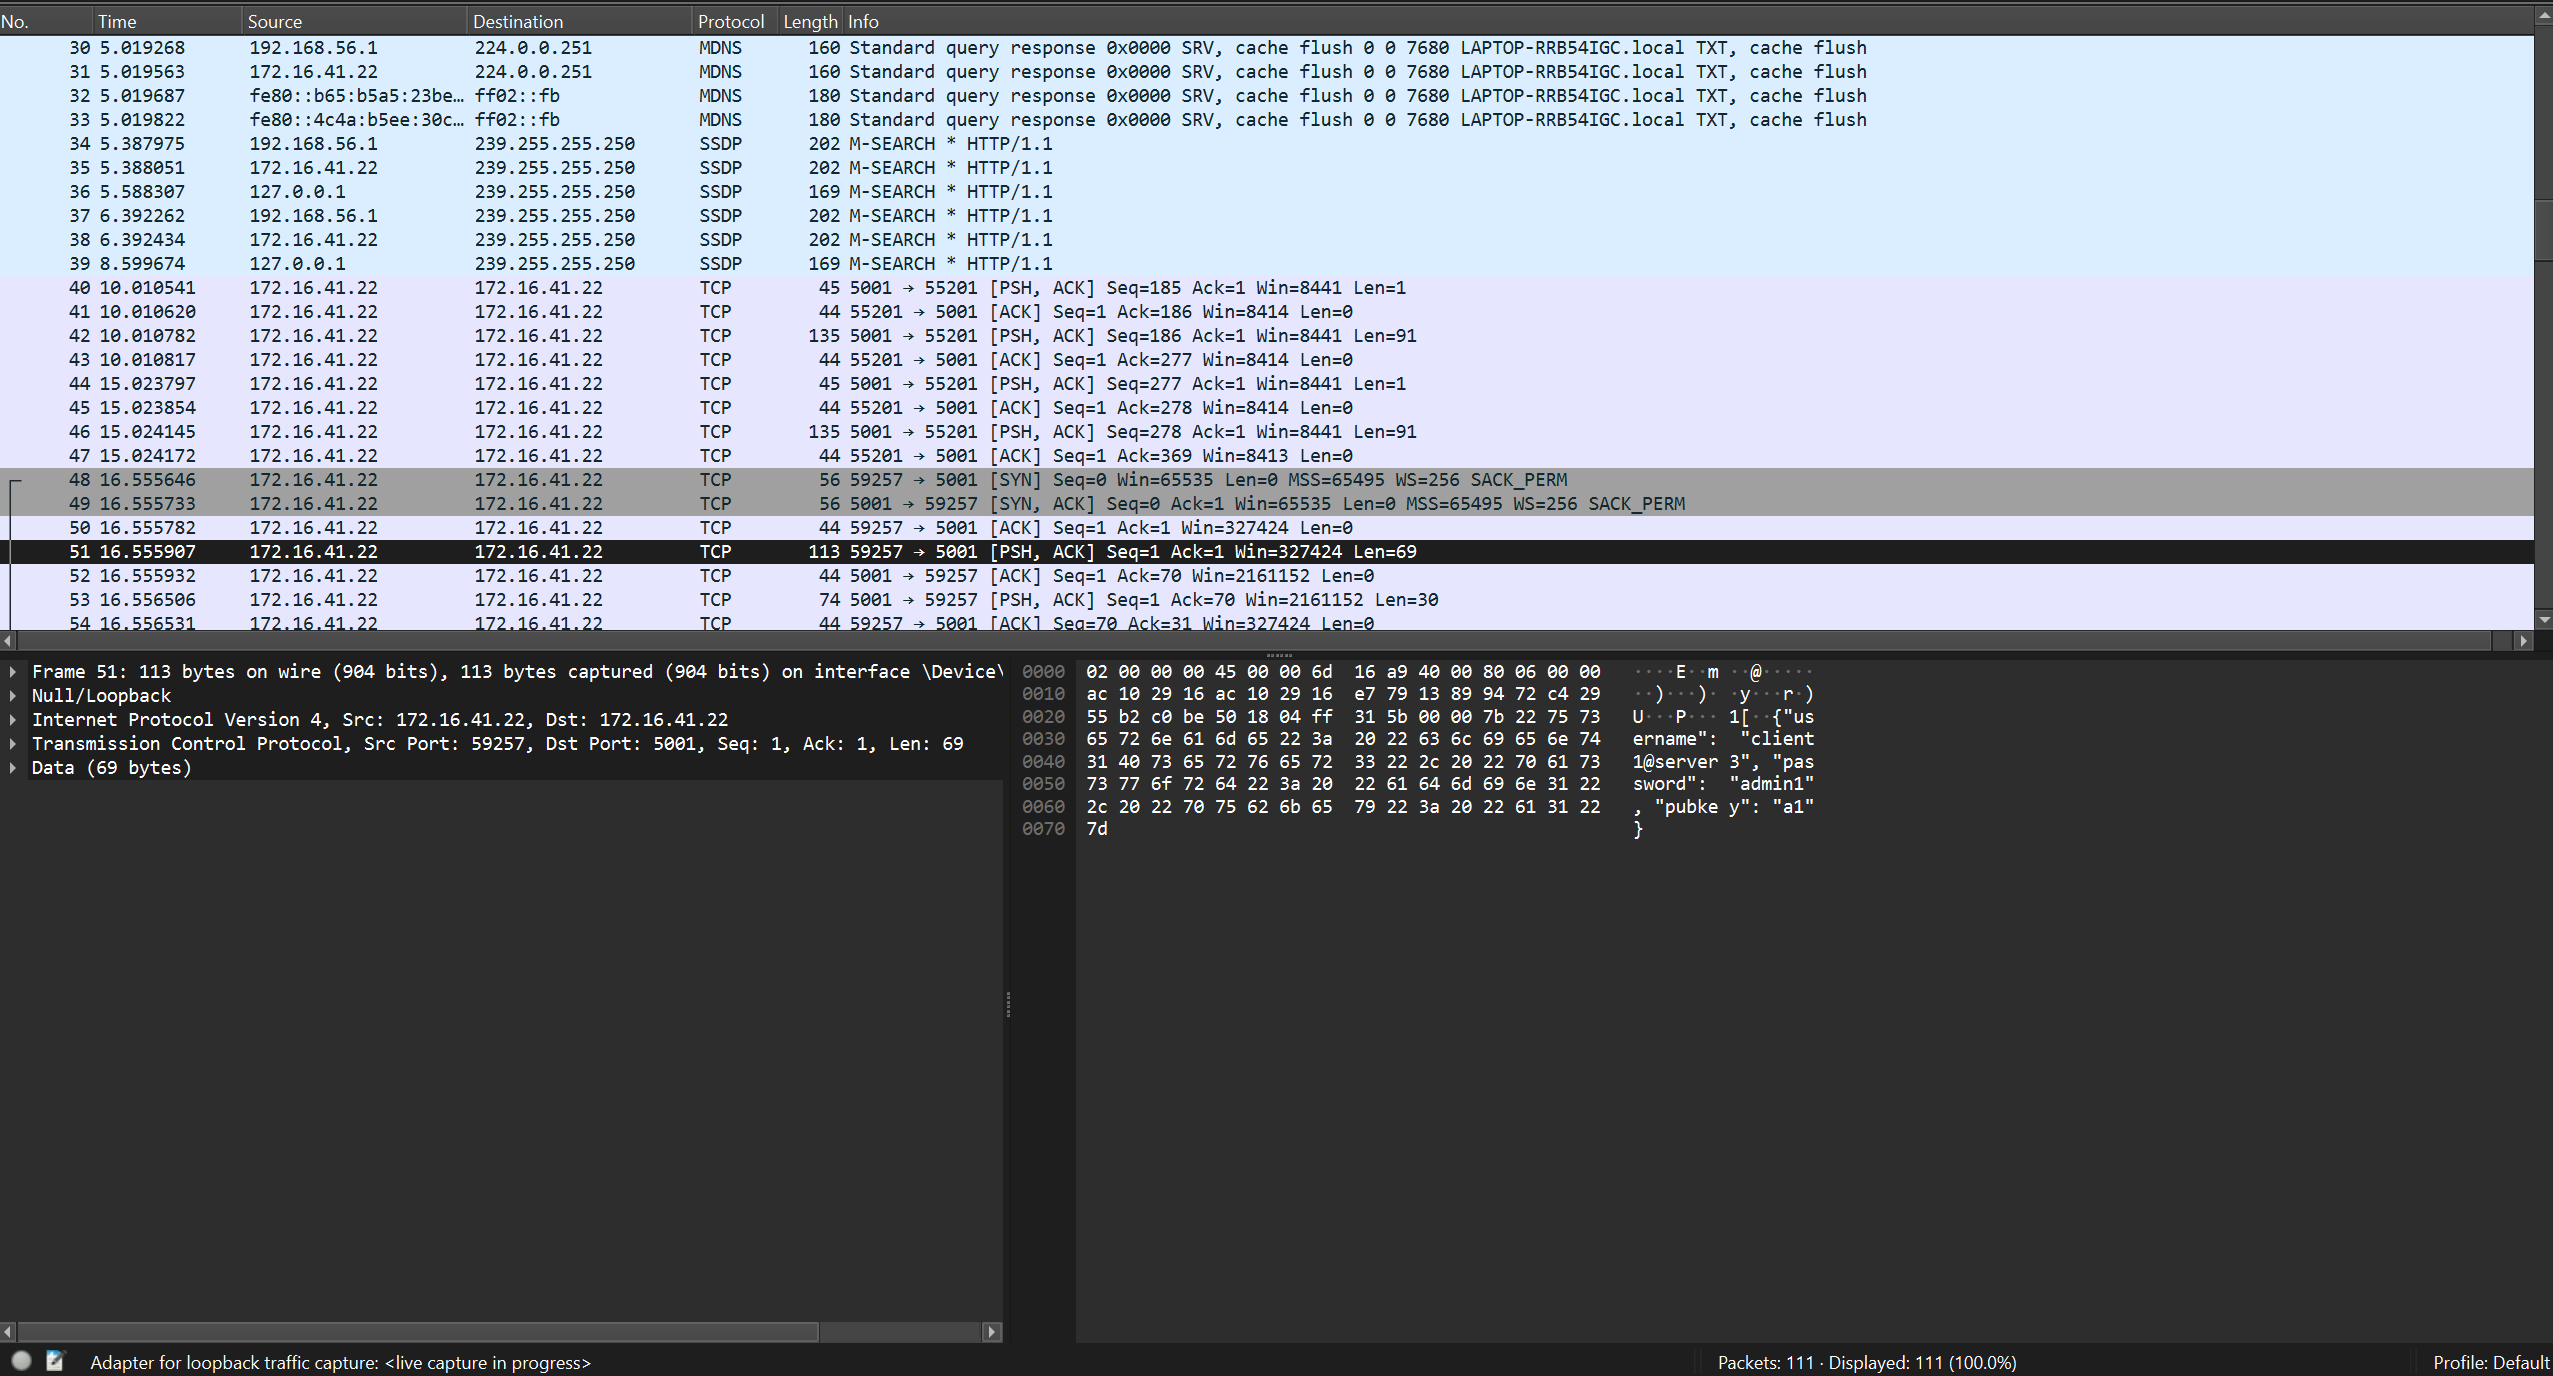 No. Time Source Destination Protocol Length Info
30 5.019268 192.168.56.1 224.0.0.251 MDNS 160 Standard query response 0x0000 SRV, cache flush 0 0 7680 LAPTOP-RRB54IGC.local TXT, cache flush
31 5.019563 172.16.41.22 224.0.0.251 MDNS 160 Standard query response 0x0000 SRV, cache flush 0 0 7680 LAPTOP-RRB54IGC.local TXT, cache flush
32 5.019687 fe80::b65:b5a5:23be… ff02::fb MDNS 180 Standard query response 0x0000 SRV, cache flush 0 0 7680 LAPTOP-RRB54IGC.local TXT, cache flush
33 5.019822 fe80::4c4a:b5ee:30c… ff02::fb MDNS 180 Standard query response 0x0000 SRV, cache flush 0 0 7680 LAPTOP-RRB54IGC.local TXT, cache flush
34 5.387975 192.168.56.1 239.255.255.250 SSDP 202 M-SEARCH * HTTP/1.1
35 5.388051 172.16.41.22 239.255.255.250 SSDP 202 M-SEARCH * HTTP/1.1
36 5.588307 127.0.0.1 239.255.255.250 SSDP 169 M-SEARCH * HTTP/1.1
37 6.392262 192.168.56.1 239.255.255.250 SSDP 202 M-SEARCH * HTTP/1.1
38 6.392434 172.16.41.22 239.255.255.250 SSDP 202 M-SEARCH * HTTP/1.1
39 8.599674 127.0.0.1 239.255.255.250 SSDP 169 M-SEARCH * HTTP/1.1
40 10.010541 172.16.41.22 172.16.41.22 TCP 45 5001 → 55201 [PSH, ACK] Seq=185 Ack=1 Win=8441 Len=1
41 10.010620 172.16.41.22 172.16.41.22 TCP 44 55201 → 5001 [ACK] Seq=1 Ack=186 Win=8414 Len=0
42 10.010782 172.16.41.22 172.16.41.22 TCP 135 5001 → 55201 [PSH, ACK] Seq=186 Ack=1 Win=8441 Len=91
43 10.010817 172.16.41.22 172.16.41.22 TCP 44 55201 → 5001 [ACK] Seq=1 Ack=277 Win=8414 Len=0
44 15.023797 172.16.41.22 172.16.41.22 TCP 45 5001 → 55201 [PSH, ACK] Seq=277 Ack=1 Win=8441 Len=1
45 15.023854 172.16.41.22 172.16.41.22 TCP 44 55201 → 5001 [ACK] Seq=1 Ack=278 Win=8414 Len=0
46 15.024145 172.16.41.22 172.16.41.22 TCP 135 5001 → 55201 [PSH, ACK] Seq=278 Ack=1 Win=8441 Len=91
47 15.024172 172.16.41.22 172.16.41.22 TCP 44 55201 → 5001 [ACK] Seq=1 Ack=369 Win=8413 Len=0
48 16.555646 172.16.41.22 172.16.41.22 TCP 56 59257 → 5001 [SYN] Seq=0 Win=65535 Len=0 MSS=65495 WS=256 SACK_PERM
49 16.555733 172.16.41.22 172.16.41.22 TCP 56 5001 → 59257 [SYN, ACK] Seq=0 Ack=1 Win=65535 Len=0 MSS=65495 WS=256 SACK_PERM
50 16.555782 172.16.41.22 172.16.41.22 TCP 44 59257 → 5001 [ACK] Seq=1 Ack=1 Win=327424 Len=0
51 16.555907 172.16.41.22 172.16.41.22 TCP 113 59257 → 5001 [PSH, ACK] Seq=1 Ack=1 Win=327424 Len=69
52 16.555932 172.16.41.22 172.16.41.22 TCP 44 5001 → 59257 [ACK] Seq=1 Ack=70 Win=2161152 Len=0
53 16.556506 172.16.41.22 172.16.41.22 TCP 74 5001 → 59257 [PSH, ACK] Seq=1 Ack=70 Win=2161152 Len=30
54 16.556531 172.16.41.22 172.16.41.22 TCP 44 59257 → 5001 [ACK] Seq=70 Ack=31 Win=327424 Len=0
Frame 51: 113 bytes on wire (904 bits), 113 bytes captured (904 bits) on interface \Device\
Null/Loopback
Internet Protocol Version 4, Src: 172.16.41.22, Dst: 172.16.41.22
Transmission Control Protocol, Src Port: 59257, Dst Port: 5001, Seq: 1, Ack: 1, Len: 69
Data (69 bytes)
0000 02 00 00 00 45 00 00 6d 16 a9 40 00 80 06 00 00 ····E··m ··@·····
0010 ac 10 29 16 ac 10 29 16 e7 79 13 89 94 72 c4 29 ··)···)· ·y···r·)
0020 55 b2 c0 be 50 18 04 ff 31 5b 00 00 7b 22 75 73 U···P··· 1[··{"us
0030 65 72 6e 61 6d 65 22 3a 20 22 63 6c 69 65 6e 74 ername": "client
0040 31 40 73 65 72 76 65 72 33 22 2c 20 22 70 61 73 1@server 3", "pas
0050 73 77 6f 72 64 22 3a 20 22 61 64 6d 69 6e 31 22 sword": "admin1"
0060 2c 20 22 70 75 62 6b 65 79 22 3a 20 22 61 31 22 , "pubke y": "a1"
0070 7d }
Adapter for loopback traffic capture: <live capture in progress> Packets: 111 · Displayed: 111 (100.0%) Profile: Default